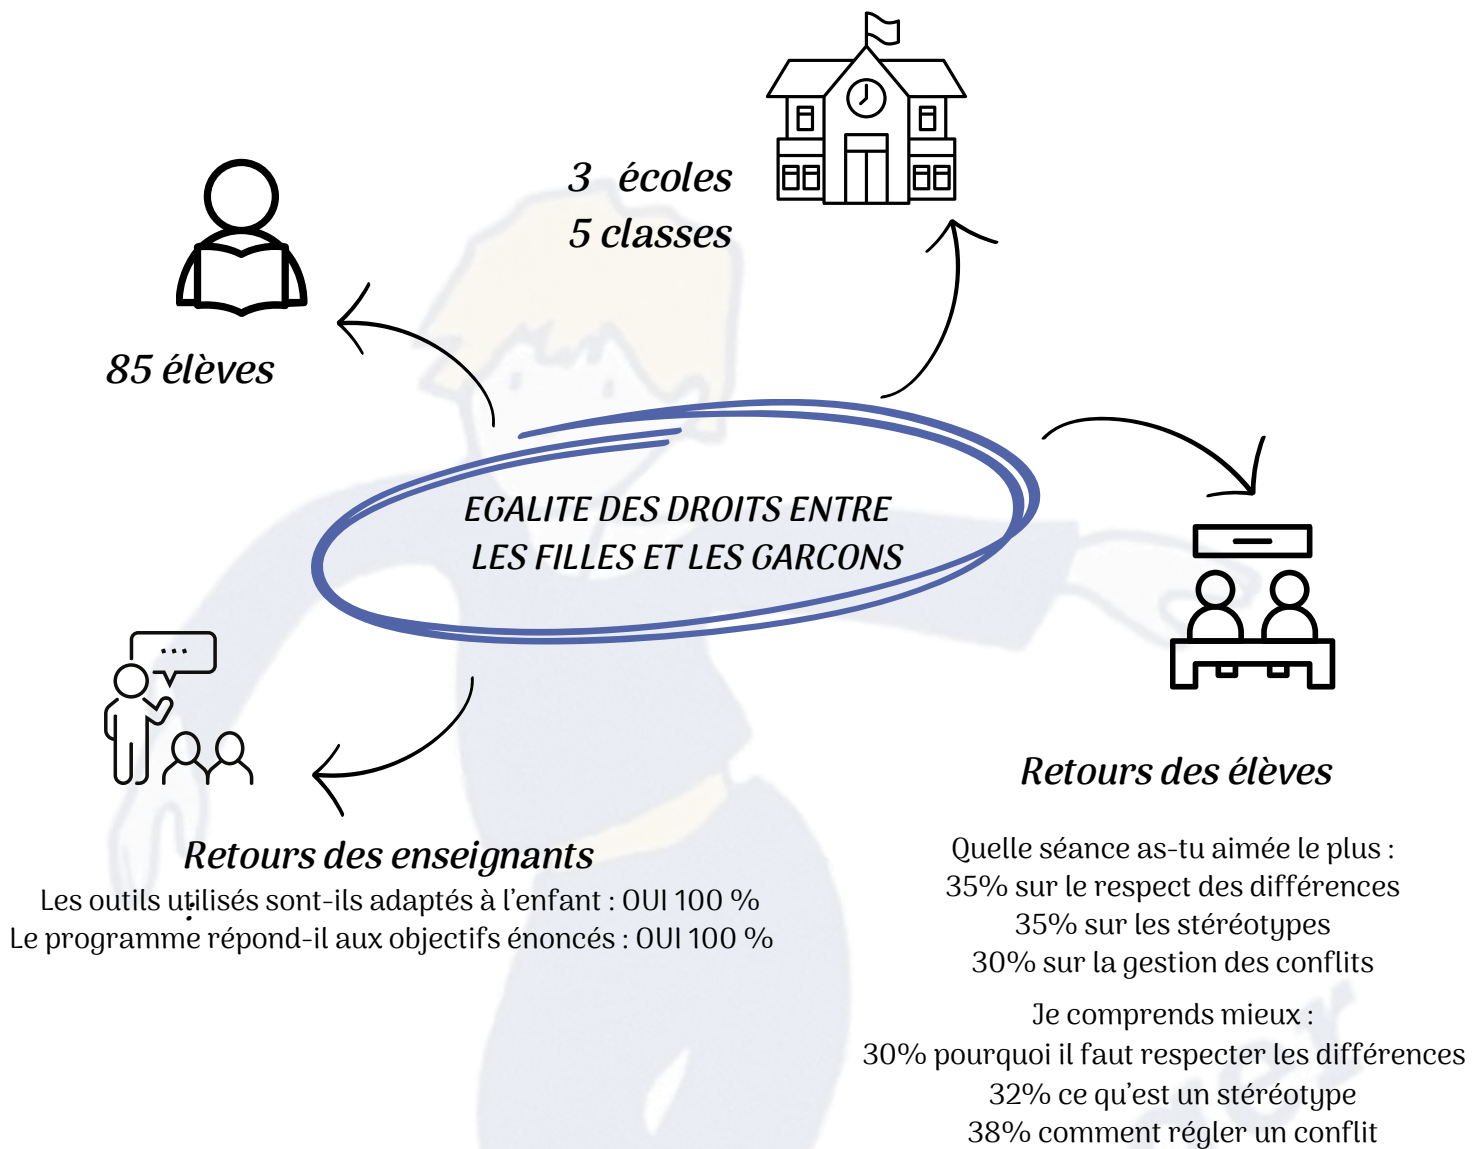 3 écoles
5 classes
85 élèves
EGALITE DES DROITS ENTRE
LES FILLES ET LES GARCONS
Retours des enseignants
:
Les outils utilisés sont-ils adaptés à l'enfant : OUI 100 %
Le programme répond-il aux objectifs énoncés : OUI 100 %
Retours des élèves
Quelle séance as-tu aimée le plus :
35% sur le respect des différences
35% sur les stéréotypes
30% sur la gestion des conflits
Je comprends mieux :
30% pourquoi il faut respecter les différences
32% ce qu'est un stéréotype
38% comment régler un conflit